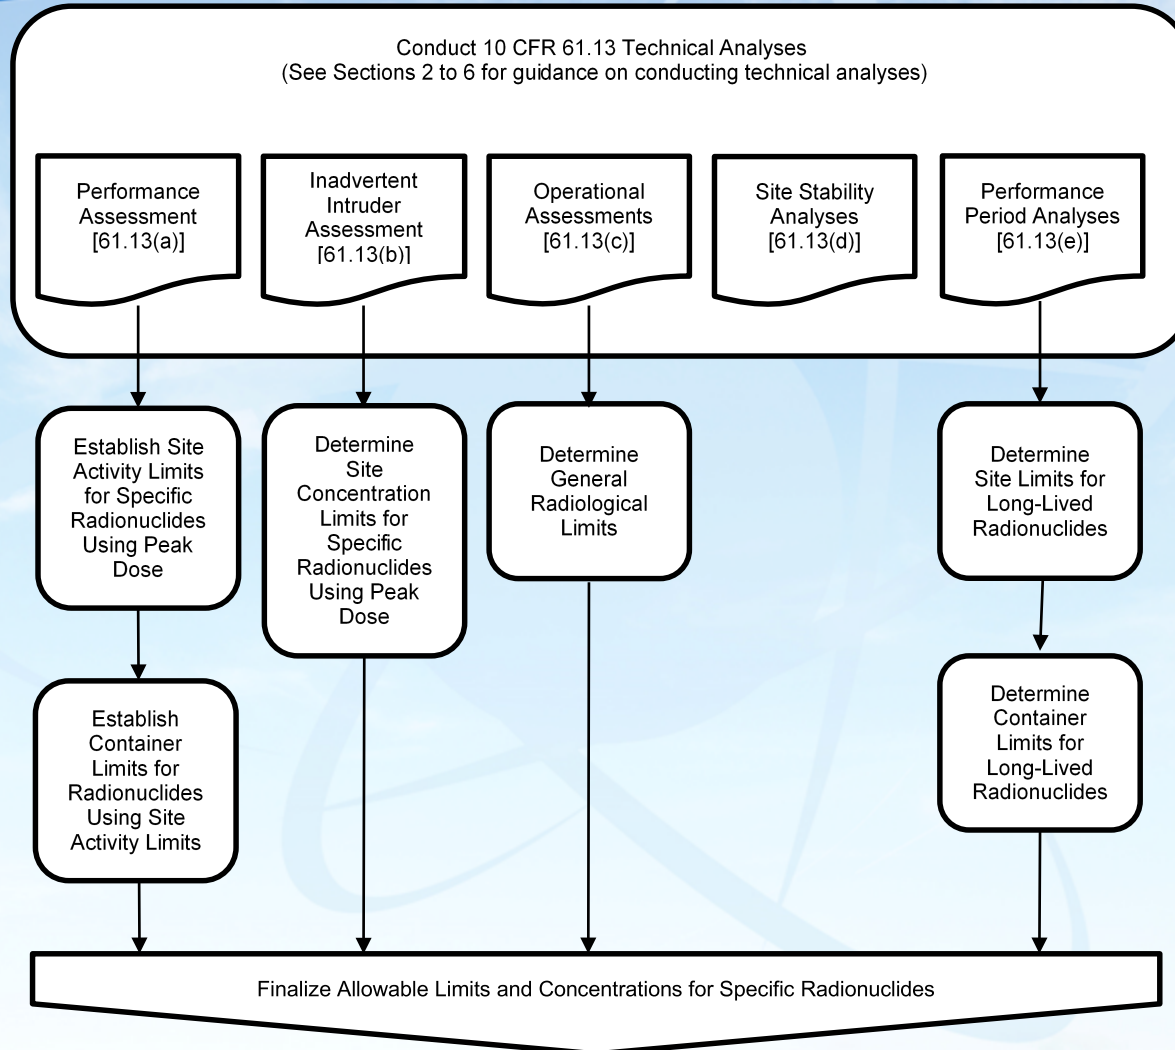 Conduct 10 CFR 61.13 Technical Analyses
(See Sections 2 to 6 for guidance on conducting technical analyses)
Performance
Assessment
[61.13(a)]
Inadvertent
Intruder
Assessment
[61.13(b)]
Operational
Assessments
[61.13(c)]
Site Stability
Analyses
[61.13(d)]
Performance
Period Analyses
[61.13(e)]
Establish Site
Activity Limits
for Specific
Radionuclides
Using Peak
Dose
Determine
Site
Concentration
Limits for
Specific
Radionuclides
Using Peak
Dose
Determine
General
Radiological
Limits
Determine
Site Limits for
Long-Lived
Radionuclides
Establish
Container
Limits for
Radionuclides
Using Site
Activity Limits
Determine
Container
Limits for
Long-Lived
Radionuclides
Finalize Allowable Limits and Concentrations for Specific Radionuclides